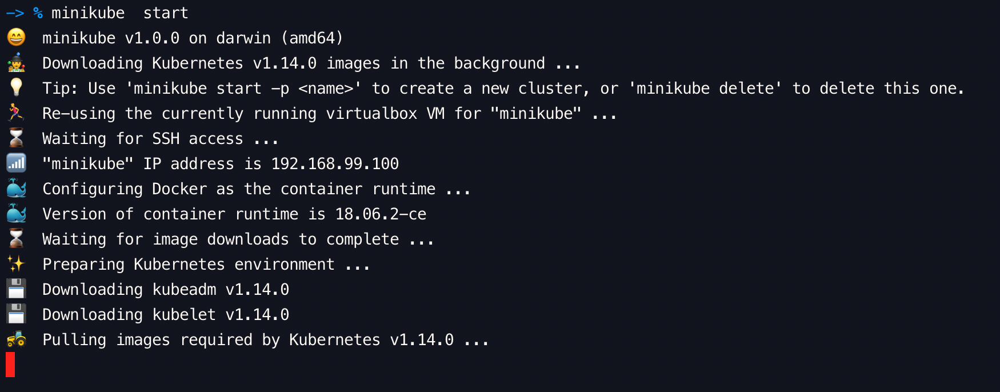 —> % minikube  start
😄  minikube v1.0.0 on darwin (amd64)
🤹  Downloading Kubernetes v1.14.0 images in the background ...
💡  Tip: Use 'minikube start -p <name>' to create a new cluster, or 'minikube delete' to delete this one.
🏃  Re-using the currently running virtualbox VM for "minikube" ...
⌛  Waiting for SSH access ...
📶  "minikube" IP address is 192.168.99.100
🐳  Configuring Docker as the container runtime ...
🐳  Version of container runtime is 18.06.2-ce
⌛  Waiting for image downloads to complete ...
✨  Preparing Kubernetes environment ...
💾  Downloading kubeadm v1.14.0
💾  Downloading kubelet v1.14.0
🚜  Pulling images required by Kubernetes v1.14.0 ...